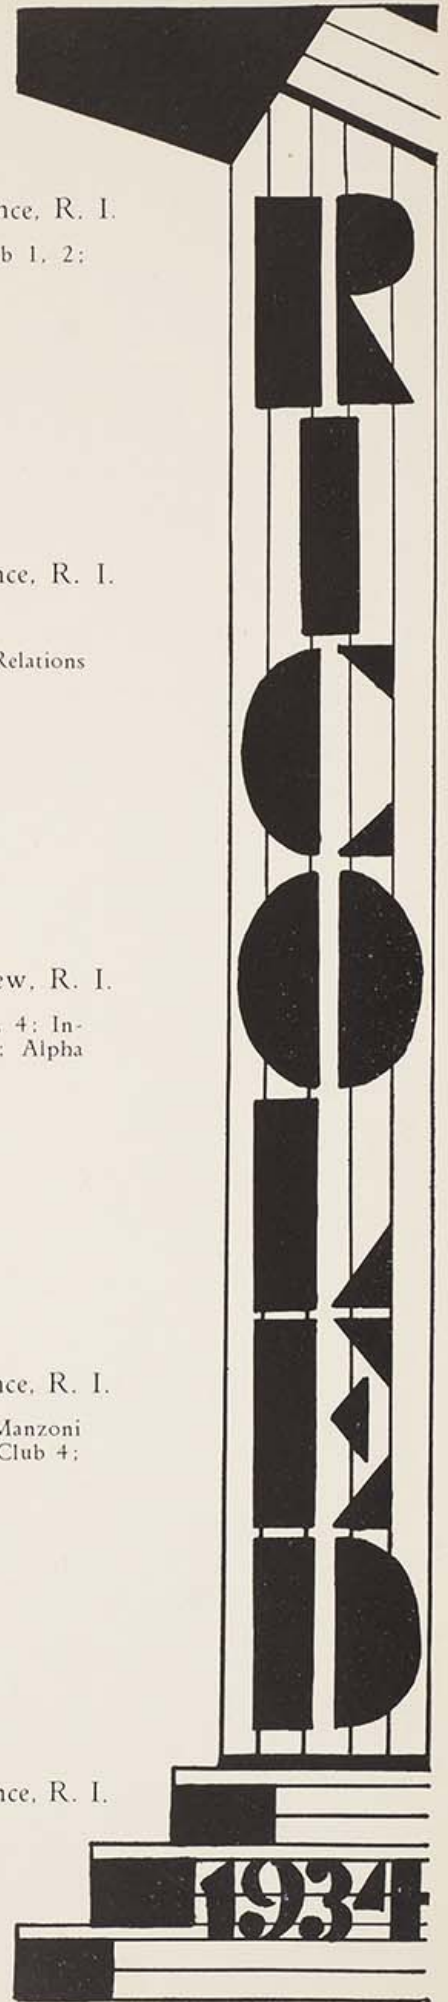 nce, R. I.
b 1, 2;
nce, R. I.
Relations
ew, R. I.
4; In-
: Alpha
nce, R. I.
Manzoni
Club 4;
nce, R. I.
RICOLED
1934